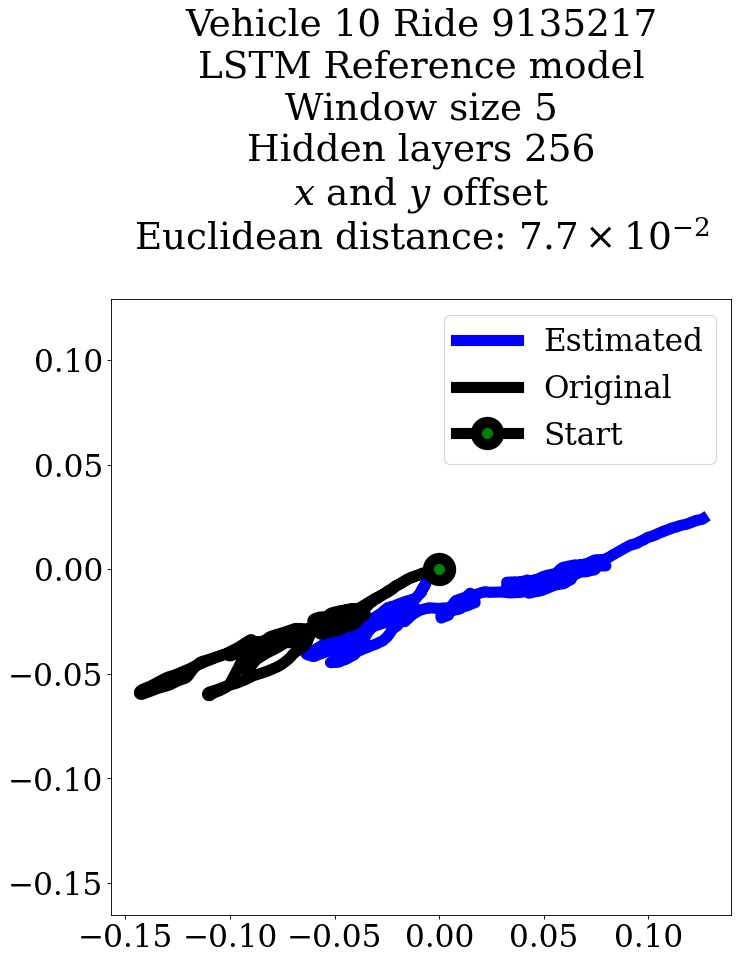 Vehicle 10 Ride 9135217
LSTM Reference model
Window size 5
Hidden layers 256
x and y offset
Euclidean distance: 7.7 × 10⁻²
Estimated
Original
Start
0.10
0.05
0.00
−0.05
−0.10
−0.15
−0.15 −0.10 −0.05 0.00 0.05 0.10